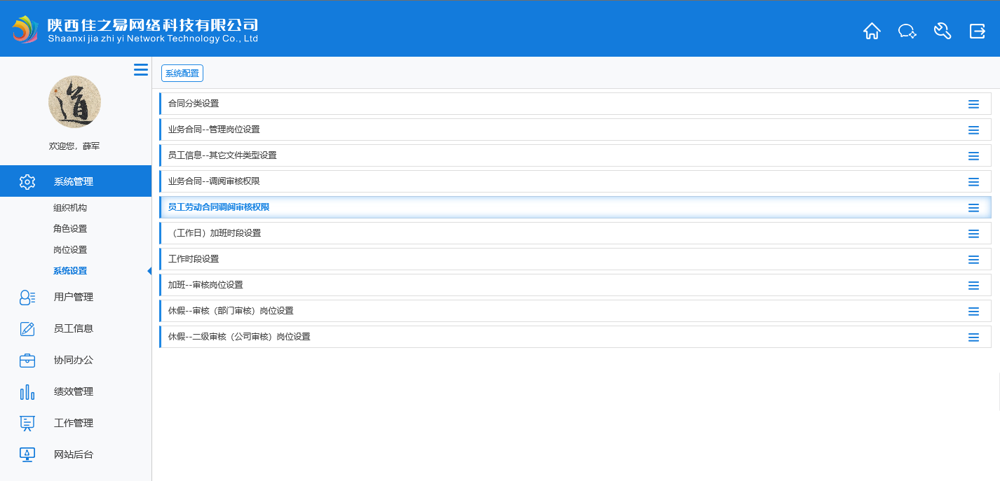 陕西佳之易网络科技有限公司
Shaanxi jia zhi yi Network Technology Co., Ltd
道
欢迎您，薛军
系统管理
组织机构
角色设置
岗位设置
系统设置
用户管理
员工信息
协同办公
绩效管理
工作管理
网站后台
系统配置
合同分类设置
业务合同--管理岗位设置
员工信息--其它文件类型设置
业务合同--调阅审核权限
员工劳动合同调阅审核权限
（工作日）加班时段设置
工作时段设置
加班--审核岗位设置
休假--审核（部门审核）岗位设置
休假--二级审核（公司审核）岗位设置